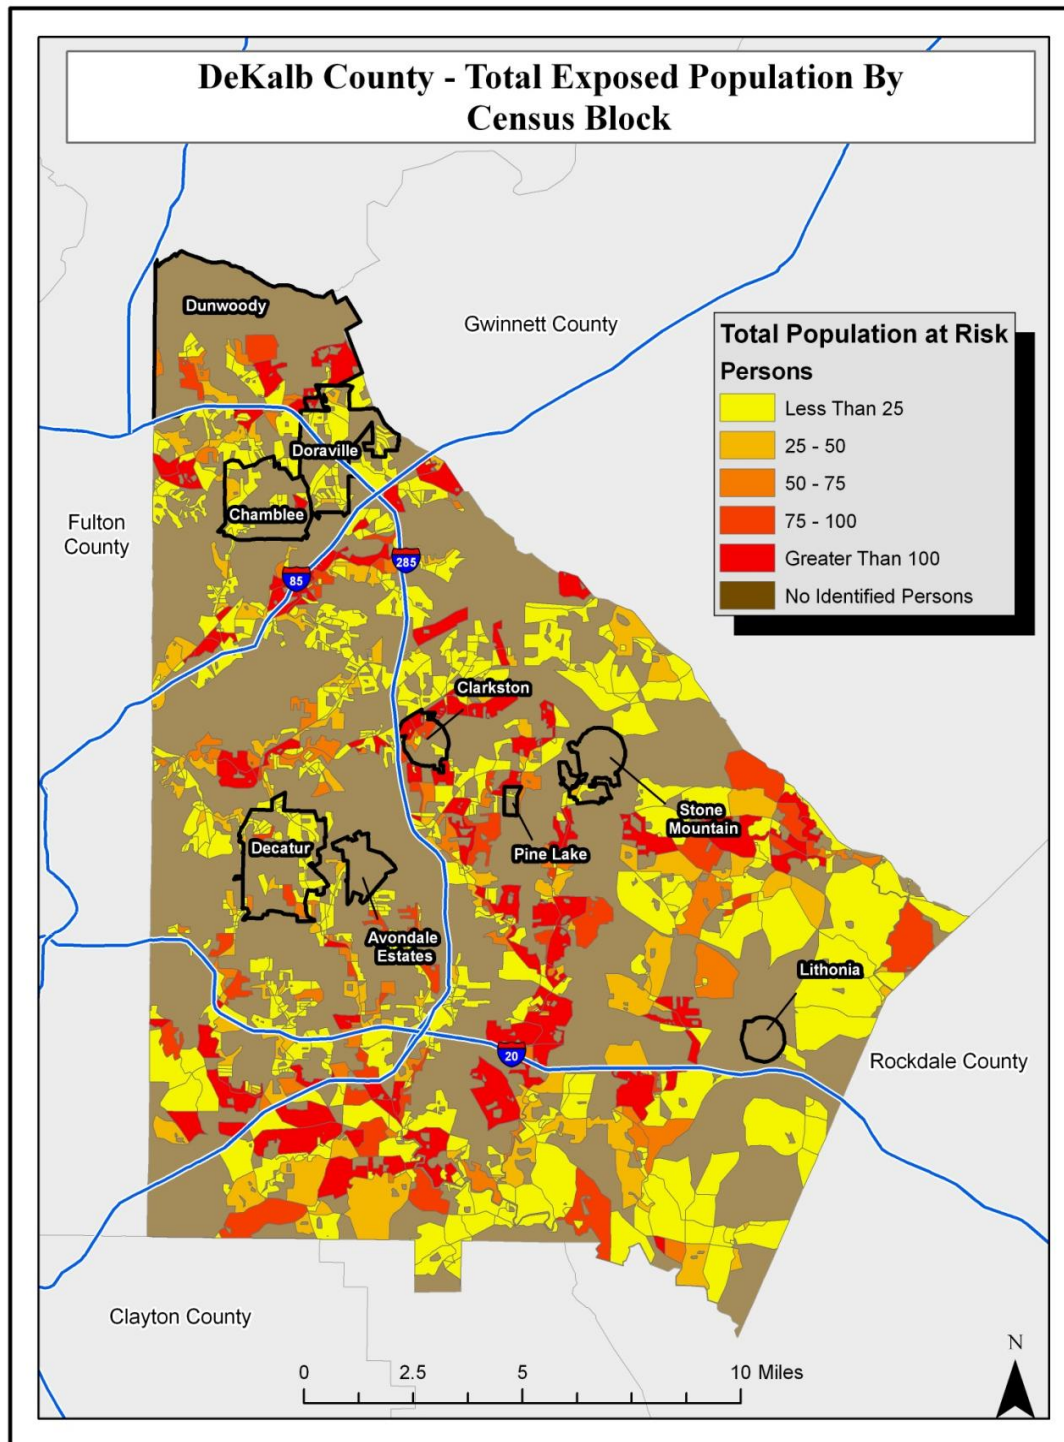 DeKalb County - Total Exposed Population By
Census Block
Dunwoody
Gwinnett County
Total Population at Risk
Persons
Less Than 25
25 - 50
50 - 75
75 - 100
Greater Than 100
No Identified Persons
Doraville
Chamblee
Fulton
County
285
85
Clarkston
Stone
Mountain
Pine Lake
Decatur
Avondale
Estates
Lithonia
20
Rockdale County
Clayton County
0 2.5 5 10 Miles
N